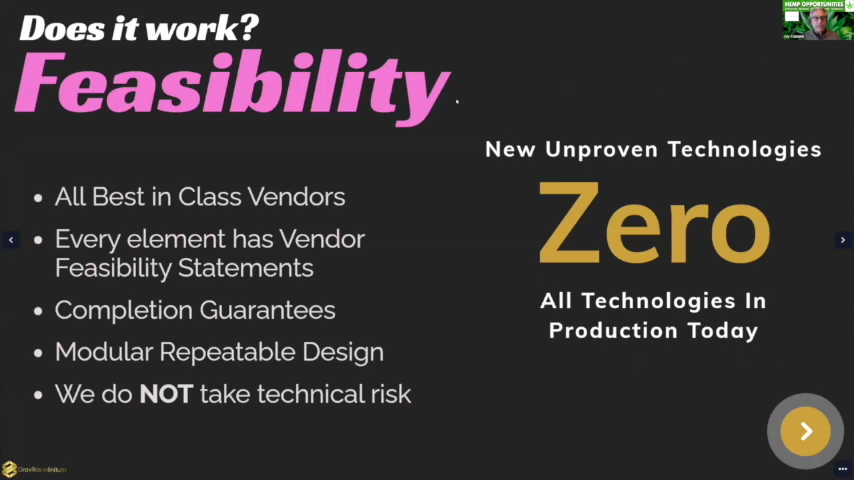 Does it work?
Feasibility
HEMP OPPORTUNITIES
New Unproven Technologies
Zero
All Technologies In
Production Today
• All Best in Class Vendors
• Every element has Vendor
Feasibility Statements
• Completion Guarantees
• Modular Repeatable Design
• We do NOT take technical risk
Gravitas Infinitum